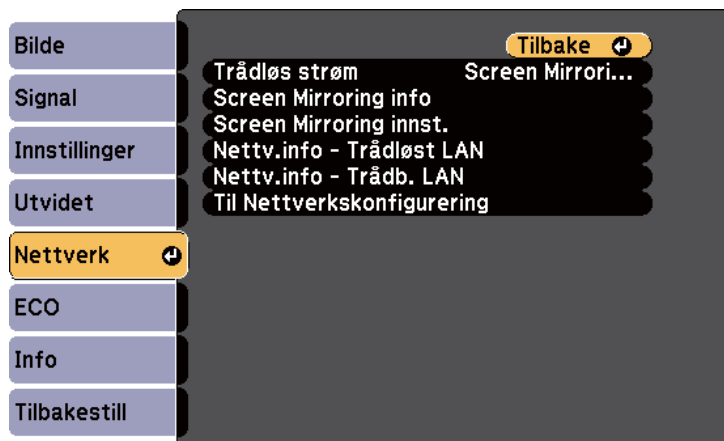 Bilde
Signal
Innstillinger
Utvidet
Nettverk
ECO
Info
Tilbakestill
Tilbake
Trådløs strøm Screen Mirrori...
Screen Mirroring info
Screen Mirroring innst.
Nettv.info - Trådløst LAN
Nettv.info - Trådb. LAN
Til Nettverkskonfigurering